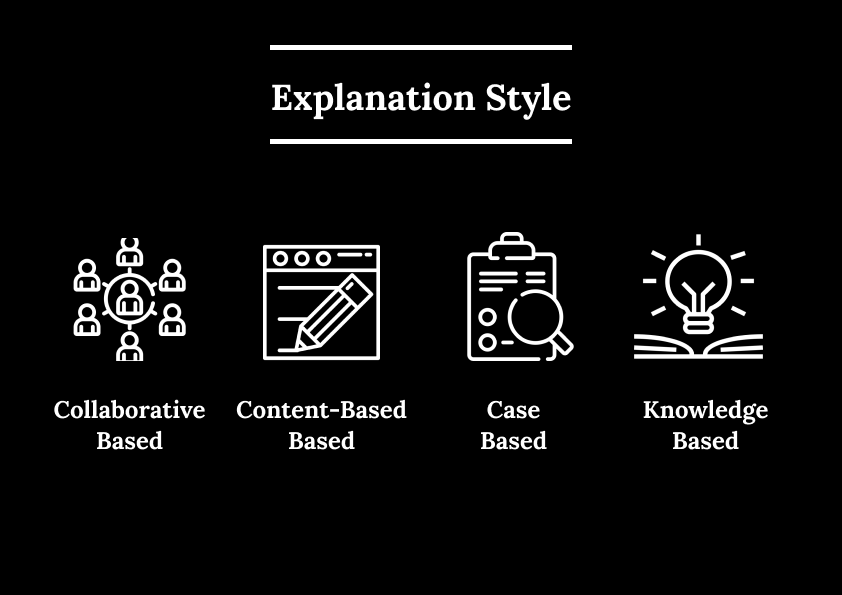 Explanation Style
Collaborative
Based
Content-Based
Based
Case
Based
Knowledge
Based